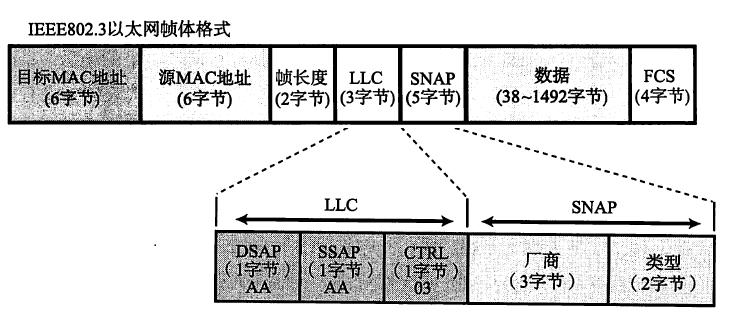 IEEE802.3以太网帧体格式
目标MAC地址
(6字节)
源MAC地址
(6字节)
帧长度
(2字节)
LLC
(3字节)
SNAP
(5字节)
数据
(38~1492字节)
FCS
(4字节)
LLC
SNAP
DSAP
(1字节)
AA
SSAP
(1字节)
AA
CTRL
(1字节)
03
厂商
(3字节)
类型
(2字节)